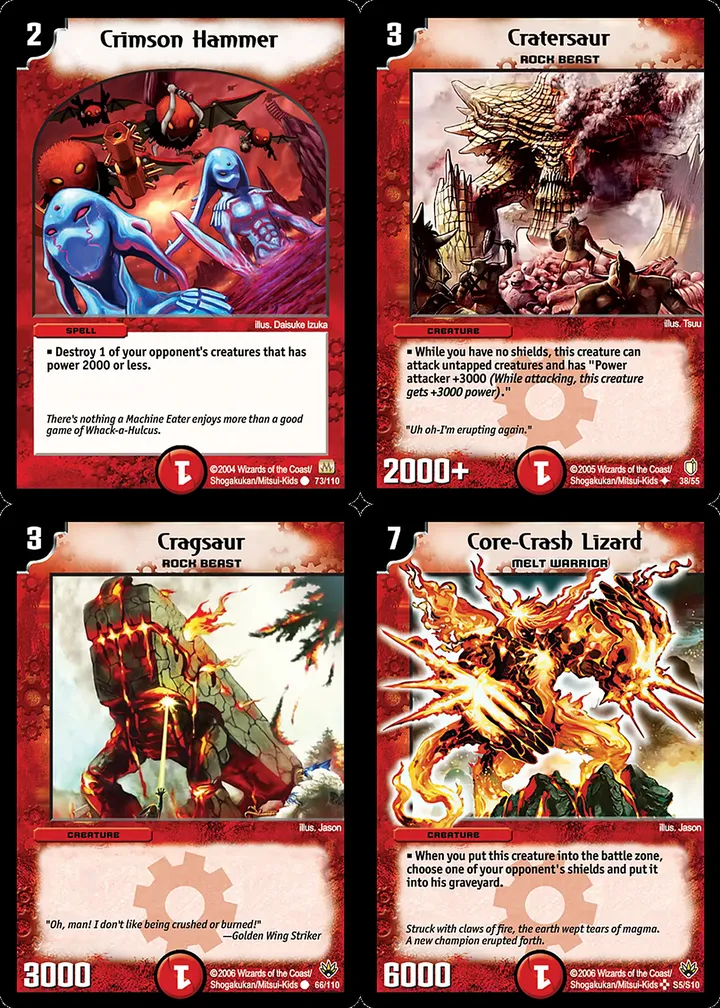 2
Crimson Hammer
SPELL
illus. Daisuke Izuka
▪ Destroy 1 of your opponent's creatures that has
power 2000 or less.
There's nothing a Machine Eater enjoys more than a good
game of Whack-a-Hulcus.
1
©2004 Wizards of the Coast/
Shogakukan/Mitsui-Kids ● 73/110
3
Cratersaur
ROCK BEAST
CREATURE
illus. Tsuu
▪ While you have no shields, this creature can
attack untapped creatures and has "Power
attacker +3000 (While attacking, this creature
gets +3000 power)."
"Uh oh-I'm erupting again."
2000+
1
©2005 Wizards of the Coast/
Shogakukan/Mitsui-Kids ✦ 38/55
3
Cragsaur
ROCK BEAST
CREATURE
illus. Jason
"Oh, man! I don't like being crushed or burned!"
—Golden Wing Striker
3000
1
©2006 Wizards of the Coast/
Shogakukan/Mitsui-Kids ● 66/110
7
Core-Crash Lizard
MELT WARRIOR
CREATURE
illus. Jason
▪ When you put this creature into the battle zone,
choose one of your opponent's shields and put it
into his graveyard.
Struck with claws of fire, the earth wept tears of magma.
A new champion erupted forth.
6000
1
©2006 Wizards of the Coast/
Shogakukan/Mitsui-Kids S5/S10